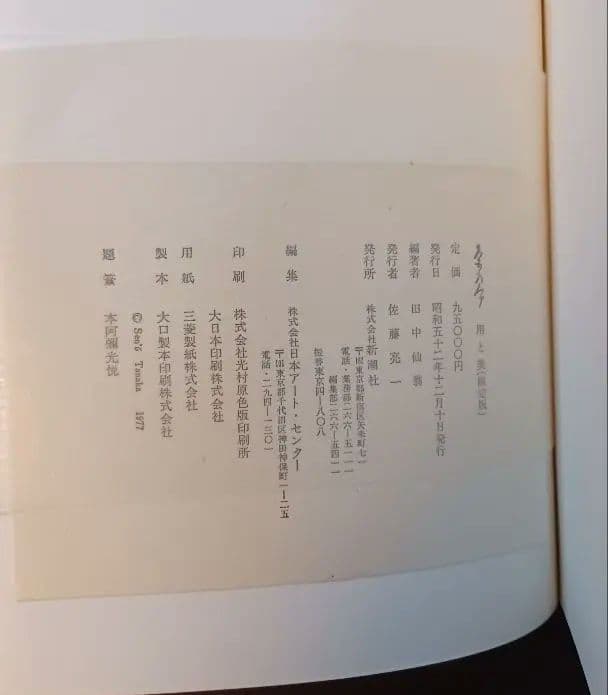 用と美(限定版)
定価 九五〇〇〇円
発行日 昭和五十二年十二月十日発行
編著者 田中仙翁
発行者 佐藤亮一
発行所 株式会社新潮社
東京都新宿区矢来町七一
電話・業務部二六六―五一一一
編集部二六六―五四一一
振替東京四―八〇八
編集 株式会社日本アート・センター
東京都千代田区神田神保町一―二五
電話・二九四―一三〇一
印刷 株式会社光村原色版印刷所
大日本印刷株式会社
用紙 三菱製紙株式会社
製本 大口製本印刷株式会社
© Sen'ō Tanaka 1977
題簽 本阿彌光悦